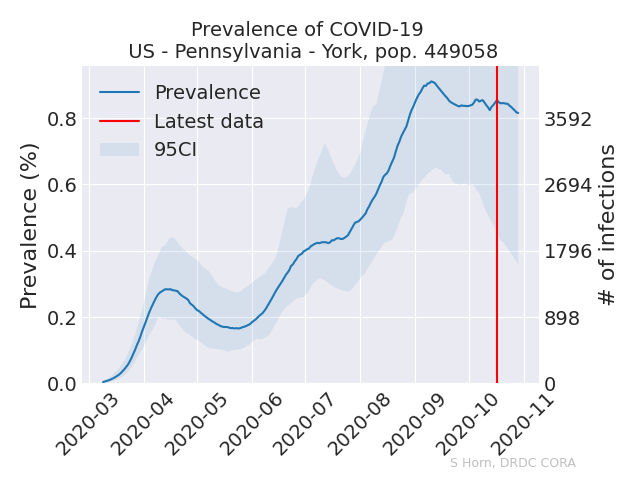 Prevalence of COVID-19
US - Pennsylvania - York, pop. 449058
Prevalence
Latest data
95CI
Prevalence (%)
0.8
0.6
0.4
0.2
0.0
3592
2694
1796
898
0
# of infections
2020-03
2020-04
2020-05
2020-06
2020-07
2020-08
2020-09
2020-10
2020-11
S Horn, DRDC CORA